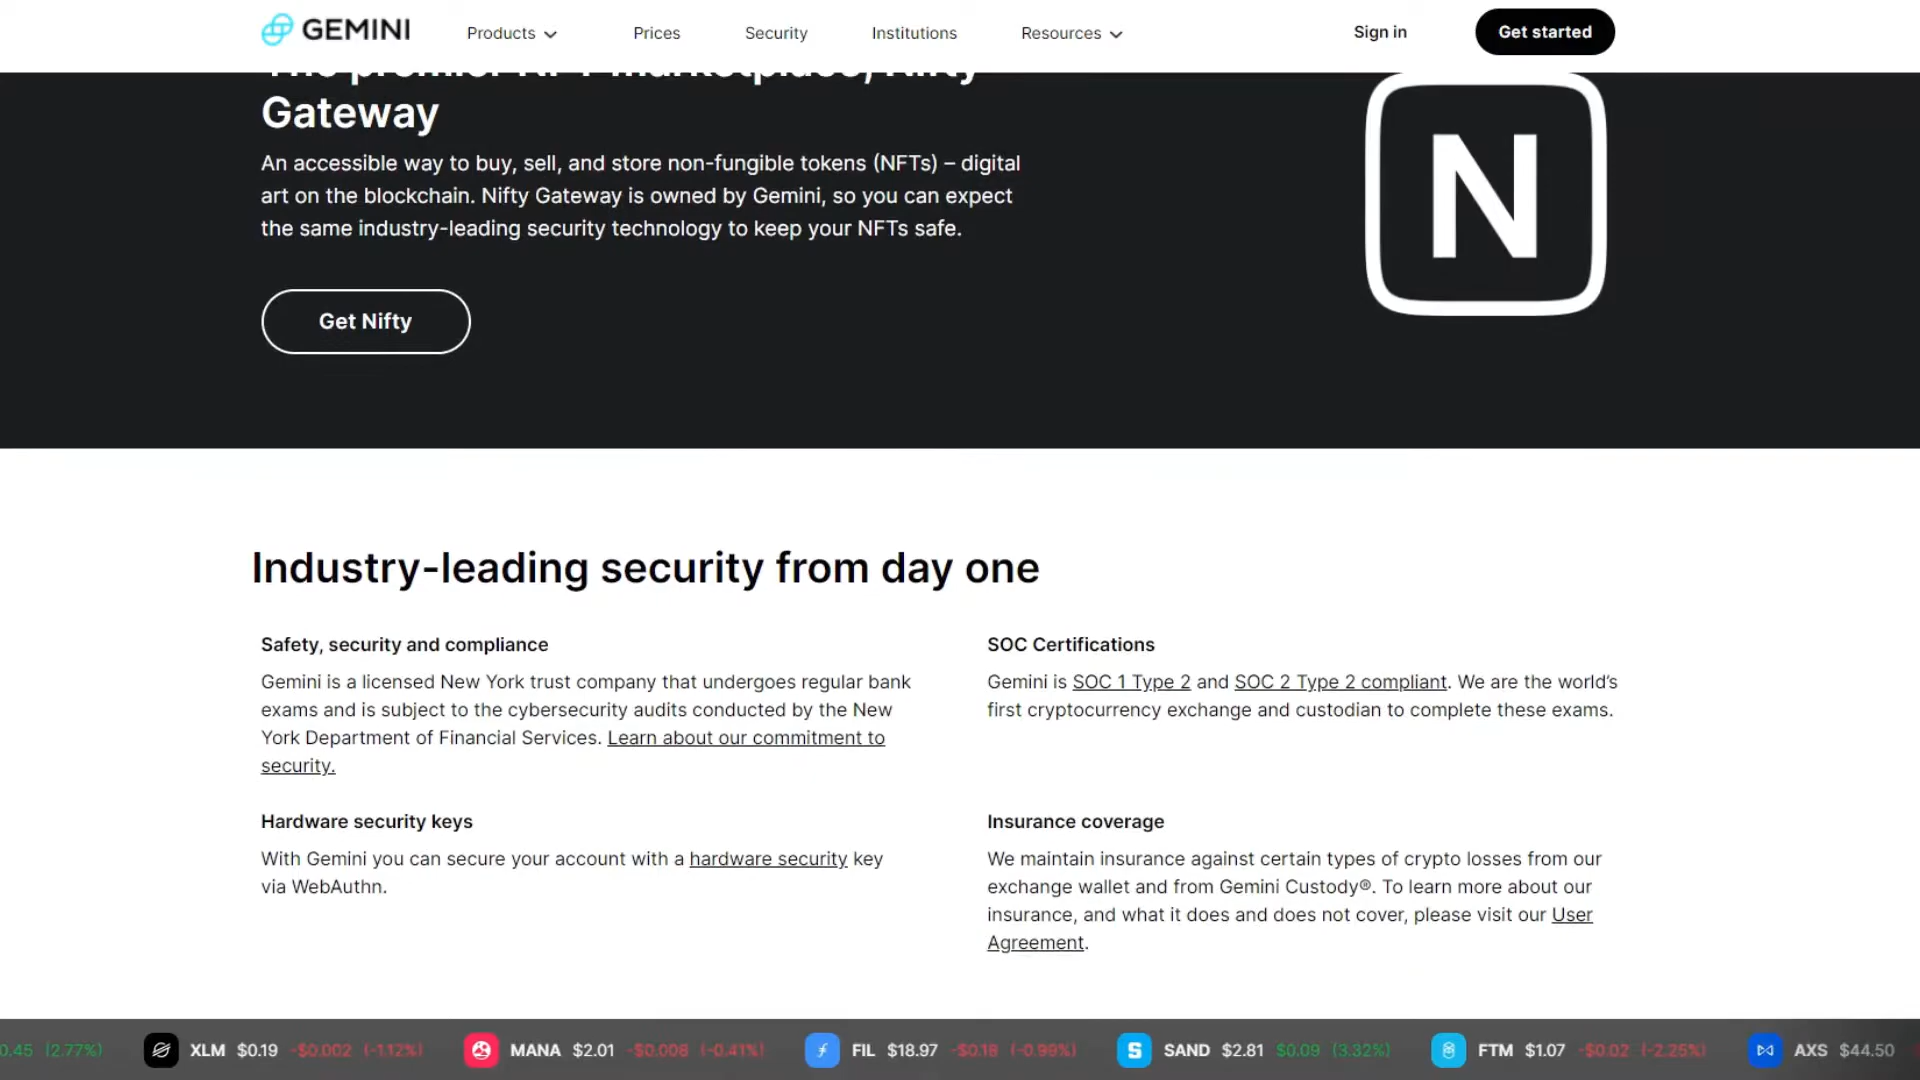 GEMINI
Products
Prices
Security
Institutions
Resources
Sign in
Get started
The premier NFT marketplace, Nifty
Gateway
An accessible way to buy, sell, and store non-fungible tokens (NFTs) – digital
art on the blockchain. Nifty Gateway is owned by Gemini, so you can expect
the same industry-leading security technology to keep your NFTs safe.
Get Nifty
N
Industry-leading security from day one
Safety, security and compliance
Gemini is a licensed New York trust company that undergoes regular bank
exams and is subject to the cybersecurity audits conducted by the New
York Department of Financial Services. Learn about our commitment to
security.
SOC Certifications
Gemini is SOC 1 Type 2 and SOC 2 Type 2 compliant. We are the world's
first cryptocurrency exchange and custodian to complete these exams.
Hardware security keys
With Gemini you can secure your account with a hardware security key
via WebAuthn.
Insurance coverage
We maintain insurance against certain types of crypto losses from our
exchange wallet and from Gemini Custody®. To learn more about our
insurance, and what it does and does not cover, please visit our User
Agreement.
0.45 (2.77%) XLM $0.19 -$0.002 (-1.12%) MANA $2.01 -$0.008 (-0.41%) FIL $18.97 -$0.18 (-0.99%) S SAND $2.81 $0.09 (3.32%) FTM $1.07 -$0.02 (-2.25%) AXS $44.50